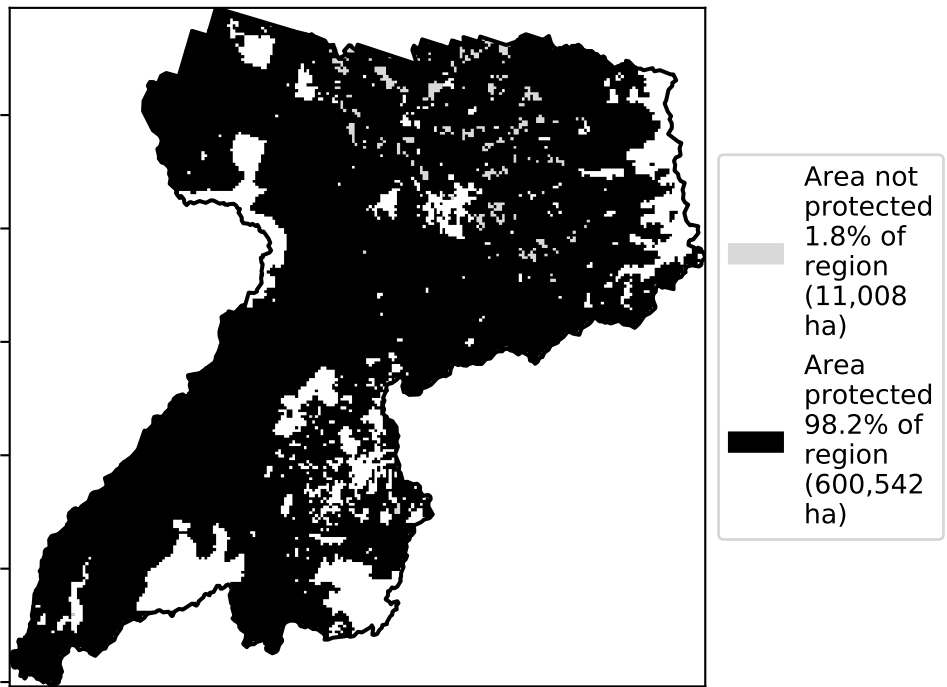 Area not
protected
1.8% of
region
(11,008
ha)
Area
protected
98.2% of
region
(600,542
ha)